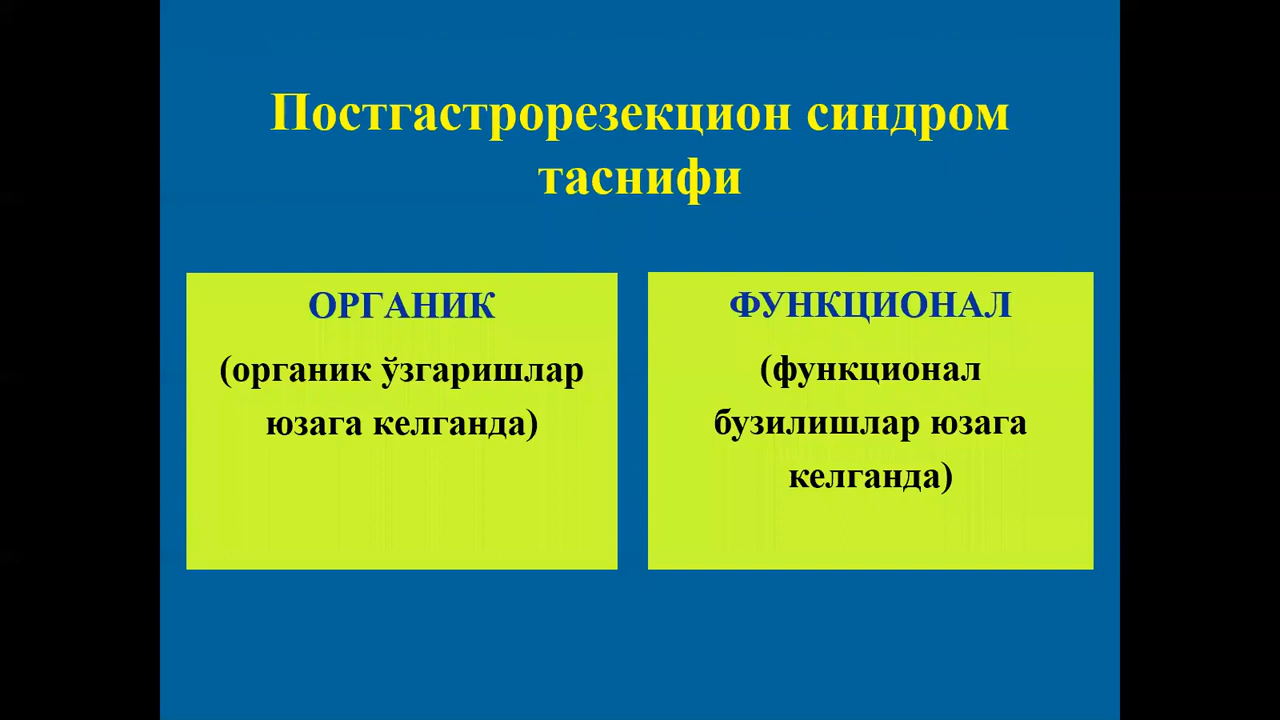 Постгастрорезекцион синдром
таснифи
ОРГАНИК
(органик ўзгаришлар
юзага келганда)
ФУНКЦИОНАЛ
(функционал
бузилишлар юзага
келганда)